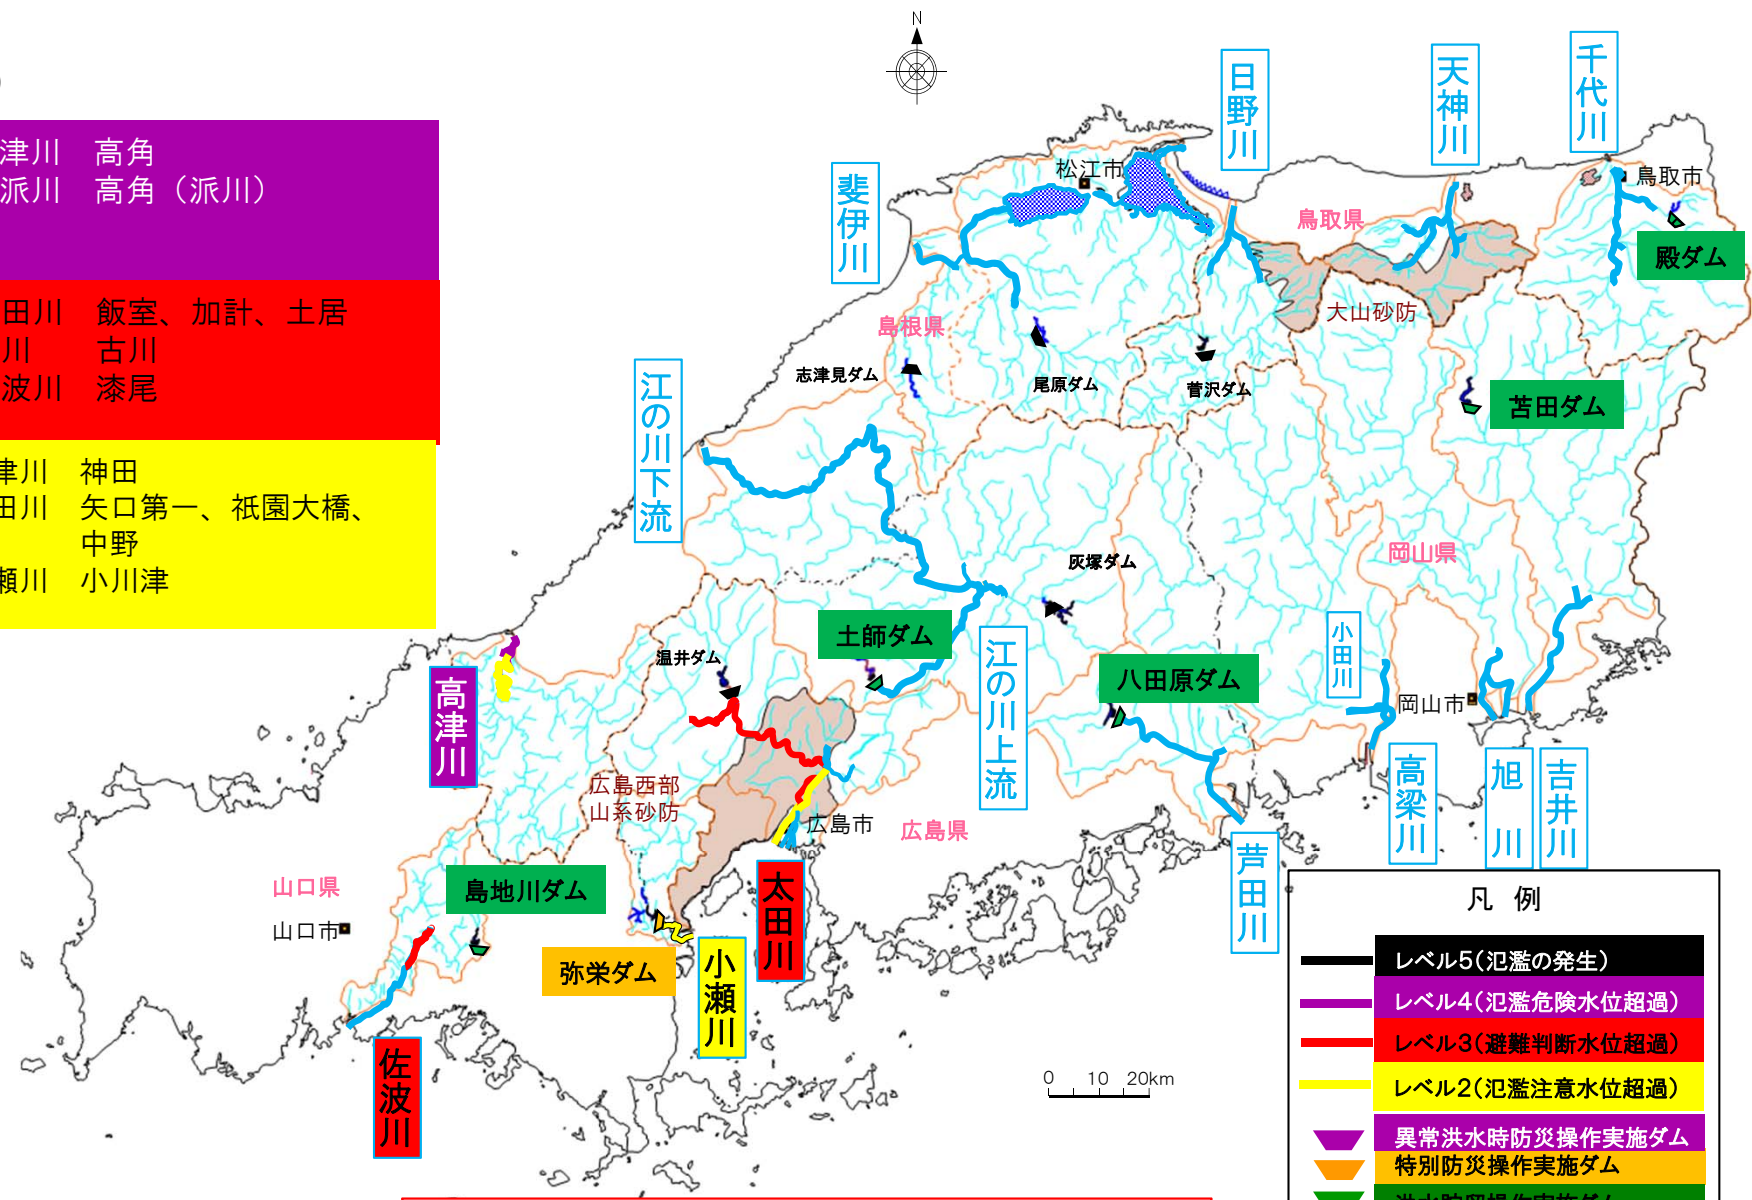 N
津川　高角
派川　高角（派川）
田川　飯室、加計、土居
川　　古川
波川　漆尾
津川　神田
田川　矢口第一、祇園大橋、
中野
瀬川　小川津
日野川
天神川
千代川
斐伊川
松江市
鳥取市
鳥取県
殿ダム
大山砂防
島根県
志津見ダム
尾原ダム
菅沢ダム
苫田ダム
江の川下流
岡山県
灰塚ダム
土師ダム
温井ダム
江の川上流
小田川
八田原ダム
高津川
岡山市
広島西部
山系砂防
広島市
広島県
高梁川
旭川
吉井川
芦田川
山口県
山口市
島地川ダム
太田川
弥栄ダム
小瀬川
佐波川
0 10 20km
凡 例
レベル5（氾濫の発生）
レベル4（氾濫危険水位超過）
レベル3（避難判断水位超過）
レベル2（氾濫注意水位超過）
異常洪水時防災操作実施ダム
特別防災操作実施ダム